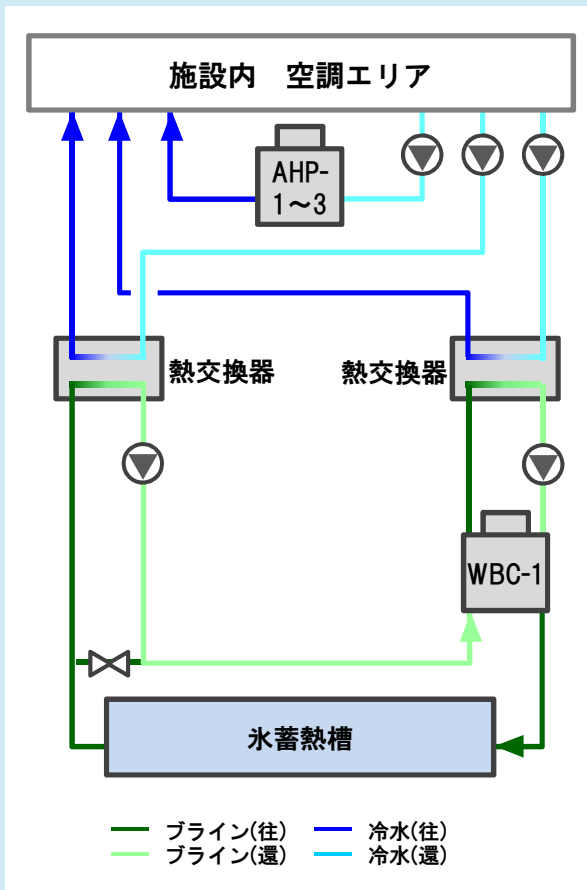 施設内　空調エリア
AHP-
1～3
熱交換器
熱交換器
WBC-1
氷蓄熱槽
ブライン(往)
冷水(往)
ブライン(還)
冷水(還)